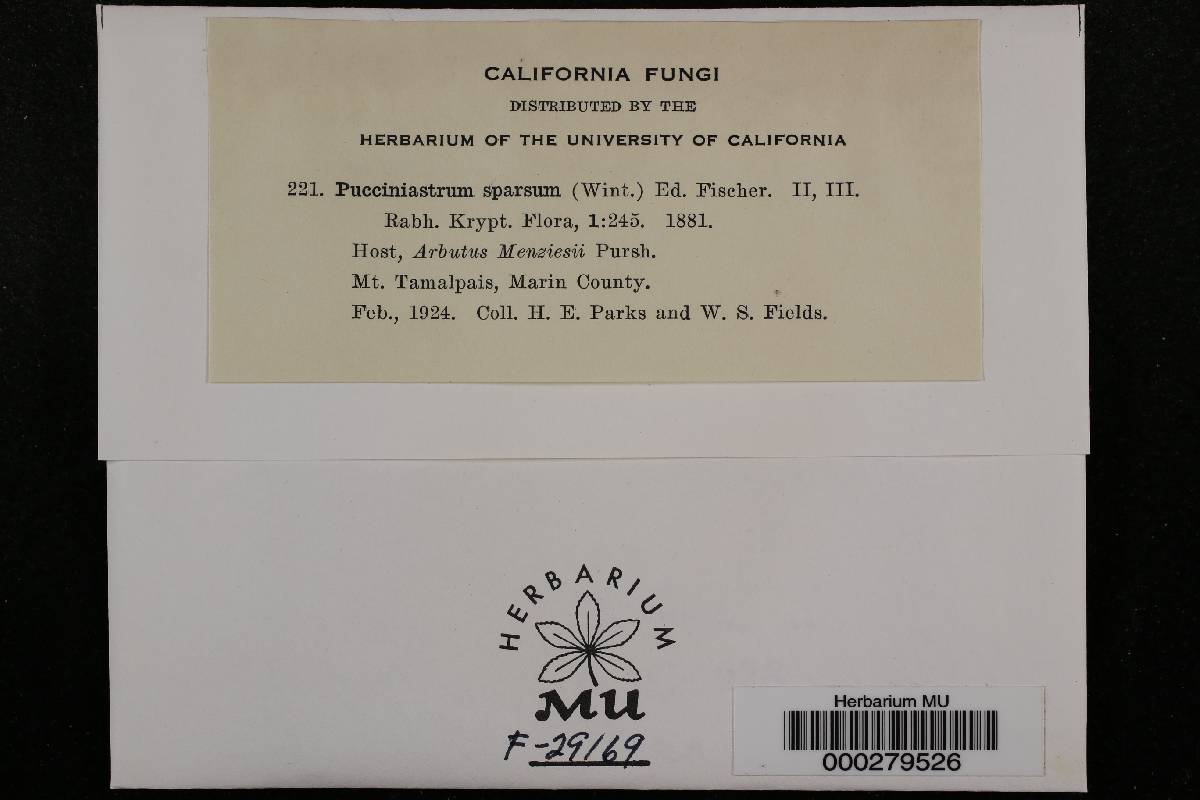 CALIFORNIA FUNGI
DISTRIBUTED BY THE
HERBARIUM OF THE UNIVERSITY OF CALIFORNIA
221. Pucciniastrum sparsum (Wint.) Ed. Fischer. II, III.
Rabh. Krypt. Flora, 1:245. 1881.
Host, Arbutus Menziesii Pursh.
Mt. Tamalpais, Marin County.
Feb., 1924. Coll. H. E. Parks and W. S. Fields.
HERBARIUM
MU
F-29169
Herbarium MU
000279526